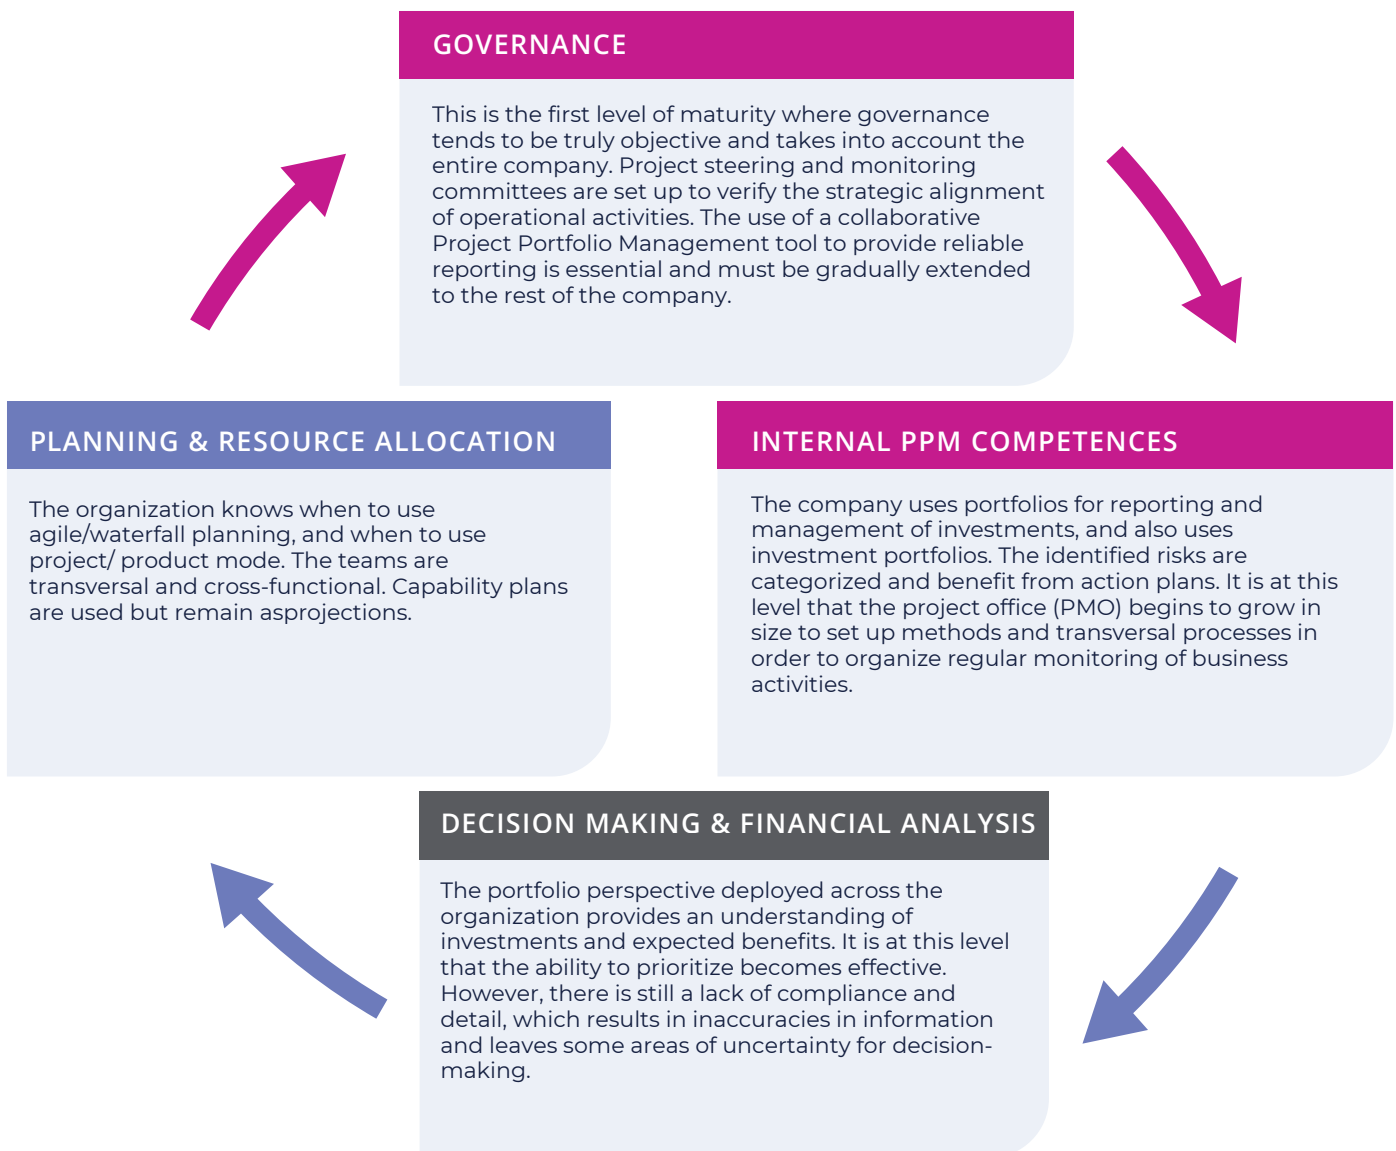 GOVERNANCE
This is the first level of maturity where governance
tends to be truly objective and takes into account the
entire company. Project steering and monitoring
committees are set up to verify the strategic alignment
of operational activities. The use of a collaborative
Project Portfolio Management tool to provide reliable
reporting is essential and must be gradually extended
to the rest of the company.
PLANNING & RESOURCE ALLOCATION
The organization knows when to use
agile/waterfall planning, and when to use
project/ product mode. The teams are
transversal and cross-functional. Capability plans
are used but remain asprojections.
INTERNAL PPM COMPETENCES
The company uses portfolios for reporting and
management of investments, and also uses
investment portfolios. The identified risks are
categorized and benefit from action plans. It is at this
level that the project office (PMO) begins to grow in
size to set up methods and transversal processes in
order to organize regular monitoring of business
activities.
DECISION MAKING & FINANCIAL ANALYSIS
The portfolio perspective deployed across the
organization provides an understanding of
investments and expected benefits. It is at this level
that the ability to prioritize becomes effective.
However, there is still a lack of compliance and
detail, which results in inaccuracies in information
and leaves some areas of uncertainty for decision-
making.